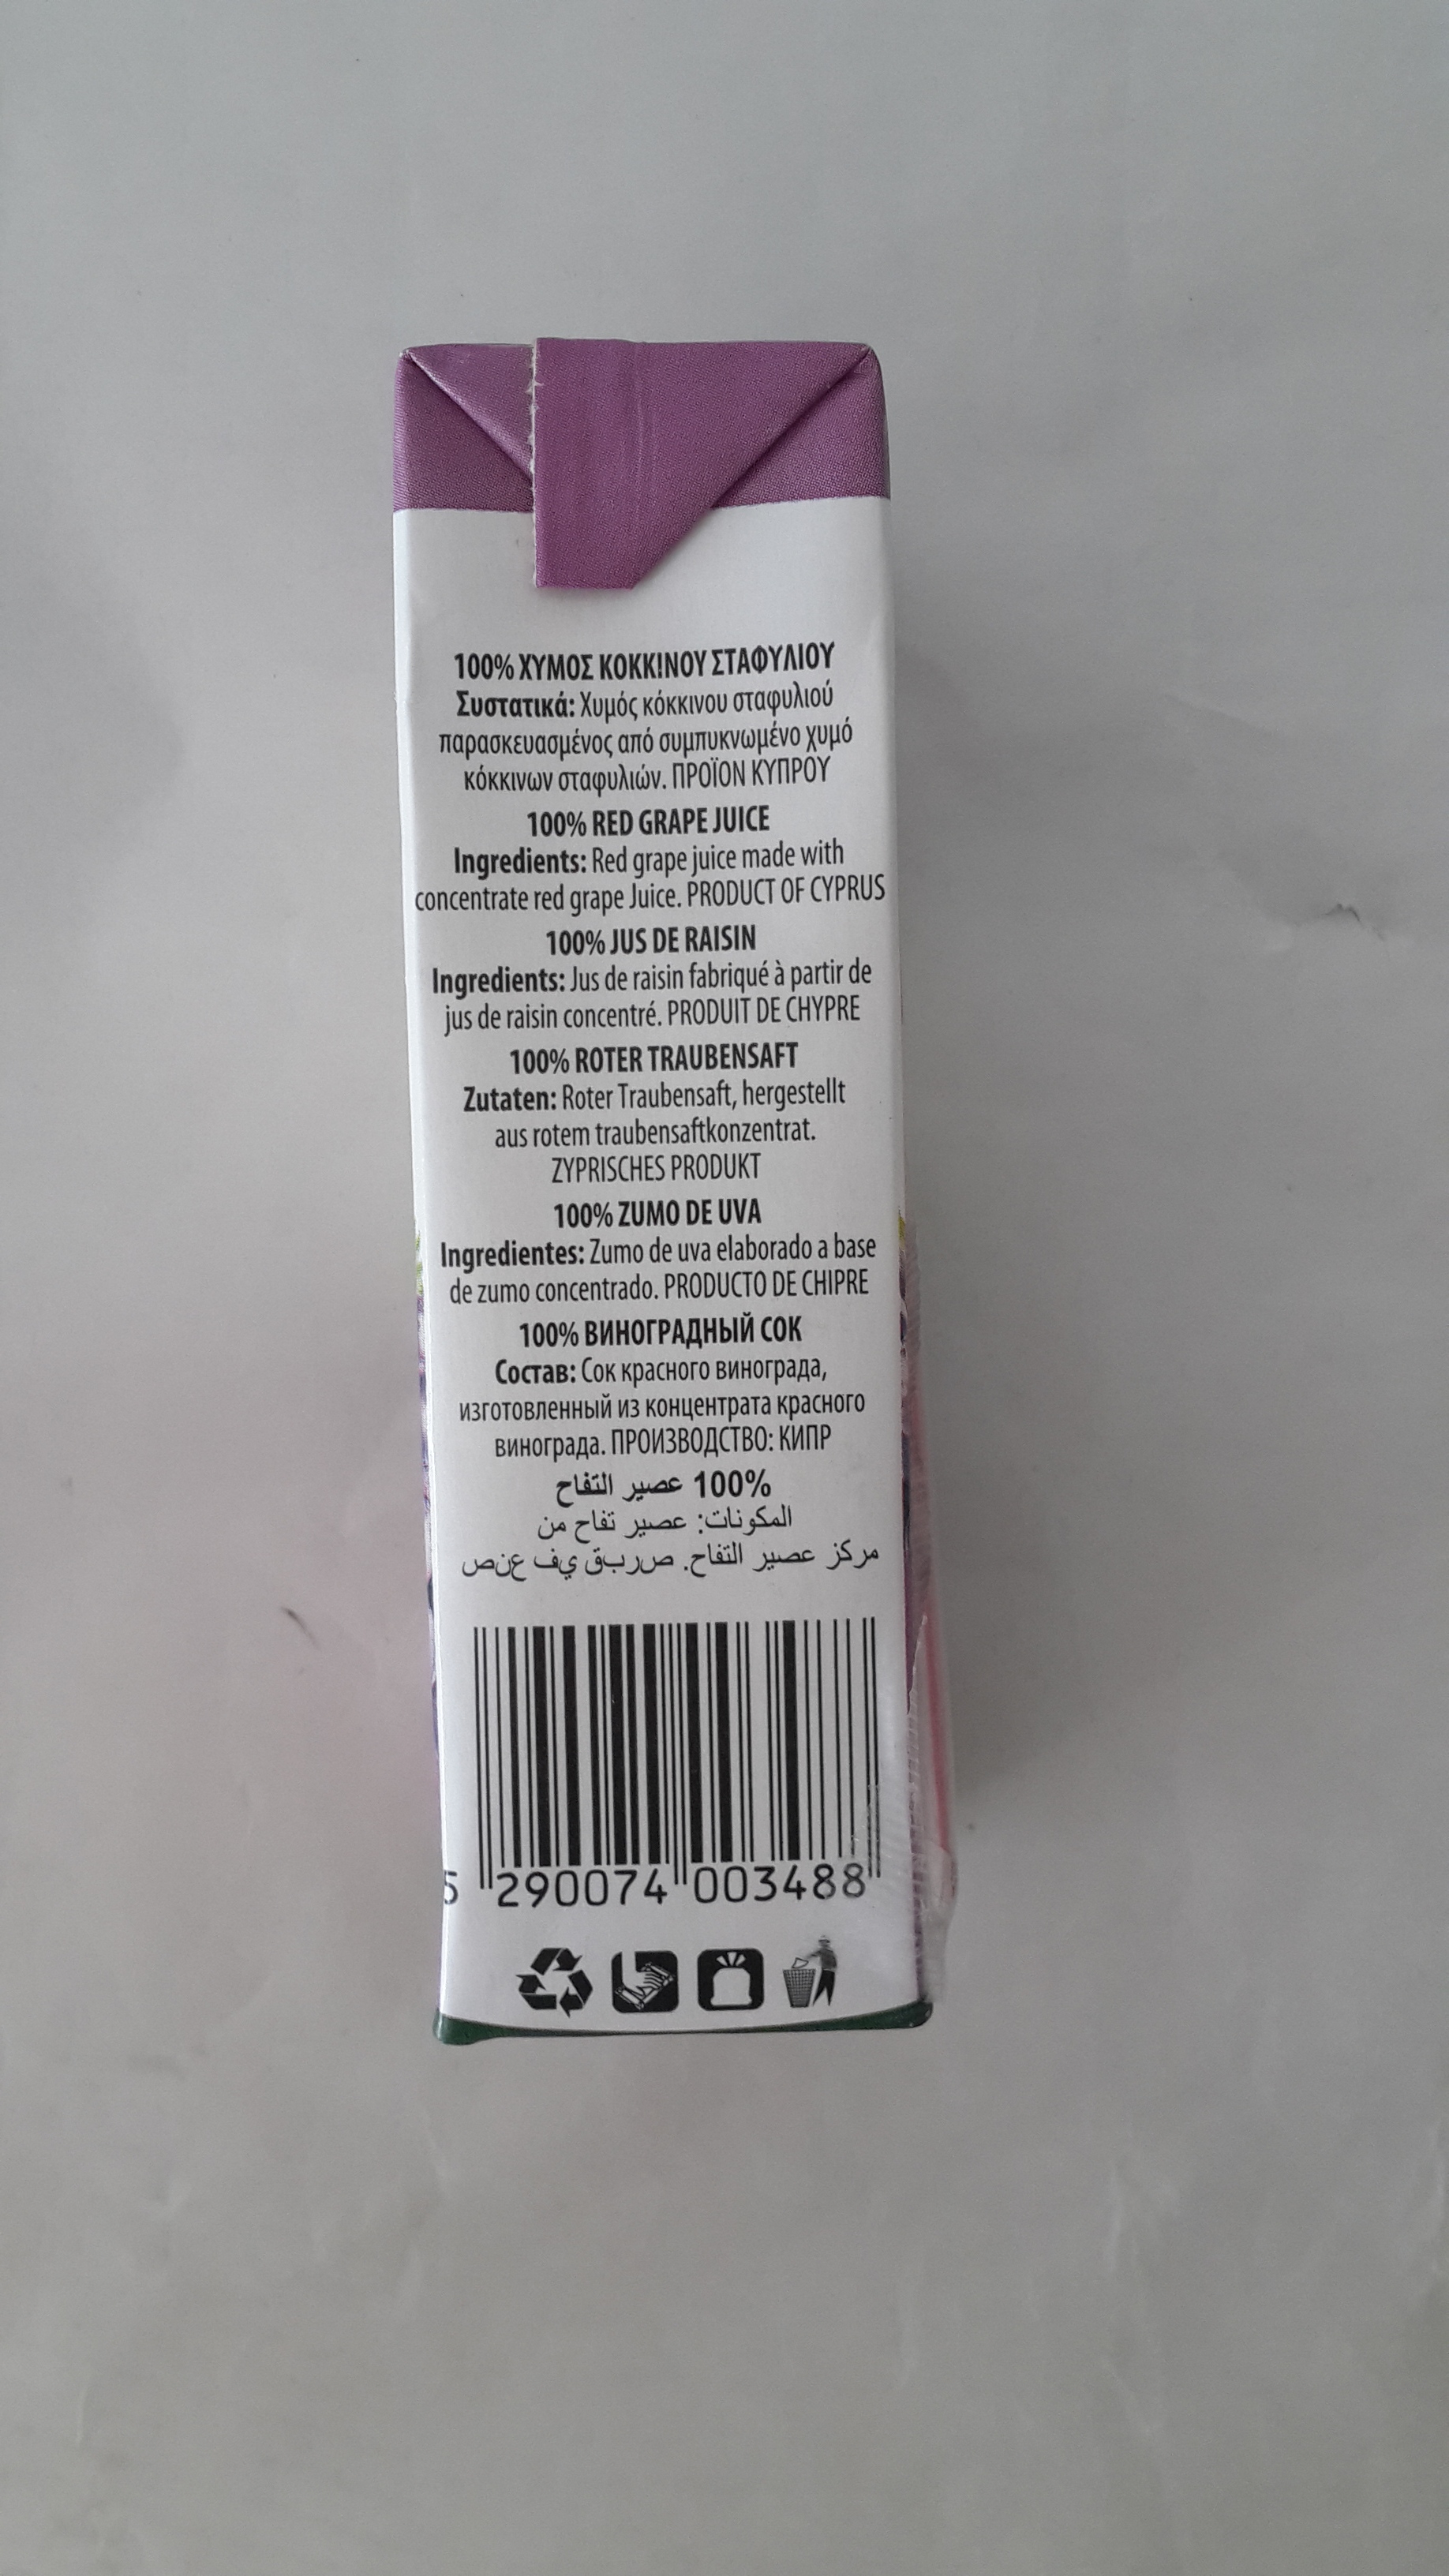 100% ΧΥΜΟΣ ΚΟΚΚ!ΝΟΥ ΣΤΑΦΥΛΙΟΥ
Συστατικά: Χυμός κόκκινου σταφυλιού
παρασκευασμένος από συμπυκνωμένο χυμό
κόκκινων σταφυλιών. ΠΡΟΪΟΝ ΚΥΠΡΟΥ
100% RED GRAPE JUICE
Ingredients: Red grape juice made with
concentrate red grape Juice. PRODUCT OF CYPRUS
100% JUS DE RAISIN
Ingredients: Jus de raisin fabriqué à partir de
jus de raisin concentré. PRODUIT DE CHYPRE
100% ROTER TRAUBENSAFT
Zutaten: Roter Traubensaft, hergestellt
aus rotem traubensaftkonzentrat.
ZYPRISCHES PRODUKT
100% ZUMO DE UVA
Ingredientes: Zumo de uva elaborado a base
de zumo concentrado. PRODUCTO DE CHIPRE
100% ВИНОГРАДНЫЙ СОК
Состав: Сок красного винограда,
изготовленный из концентрата красного
винограда. ПРОИЗВОДСТВО: КИПР
100% عصير التفاح
المكونات: عصير تفاح من
مركز عصير التفاح. صربق يف عنص
5 290074 003488